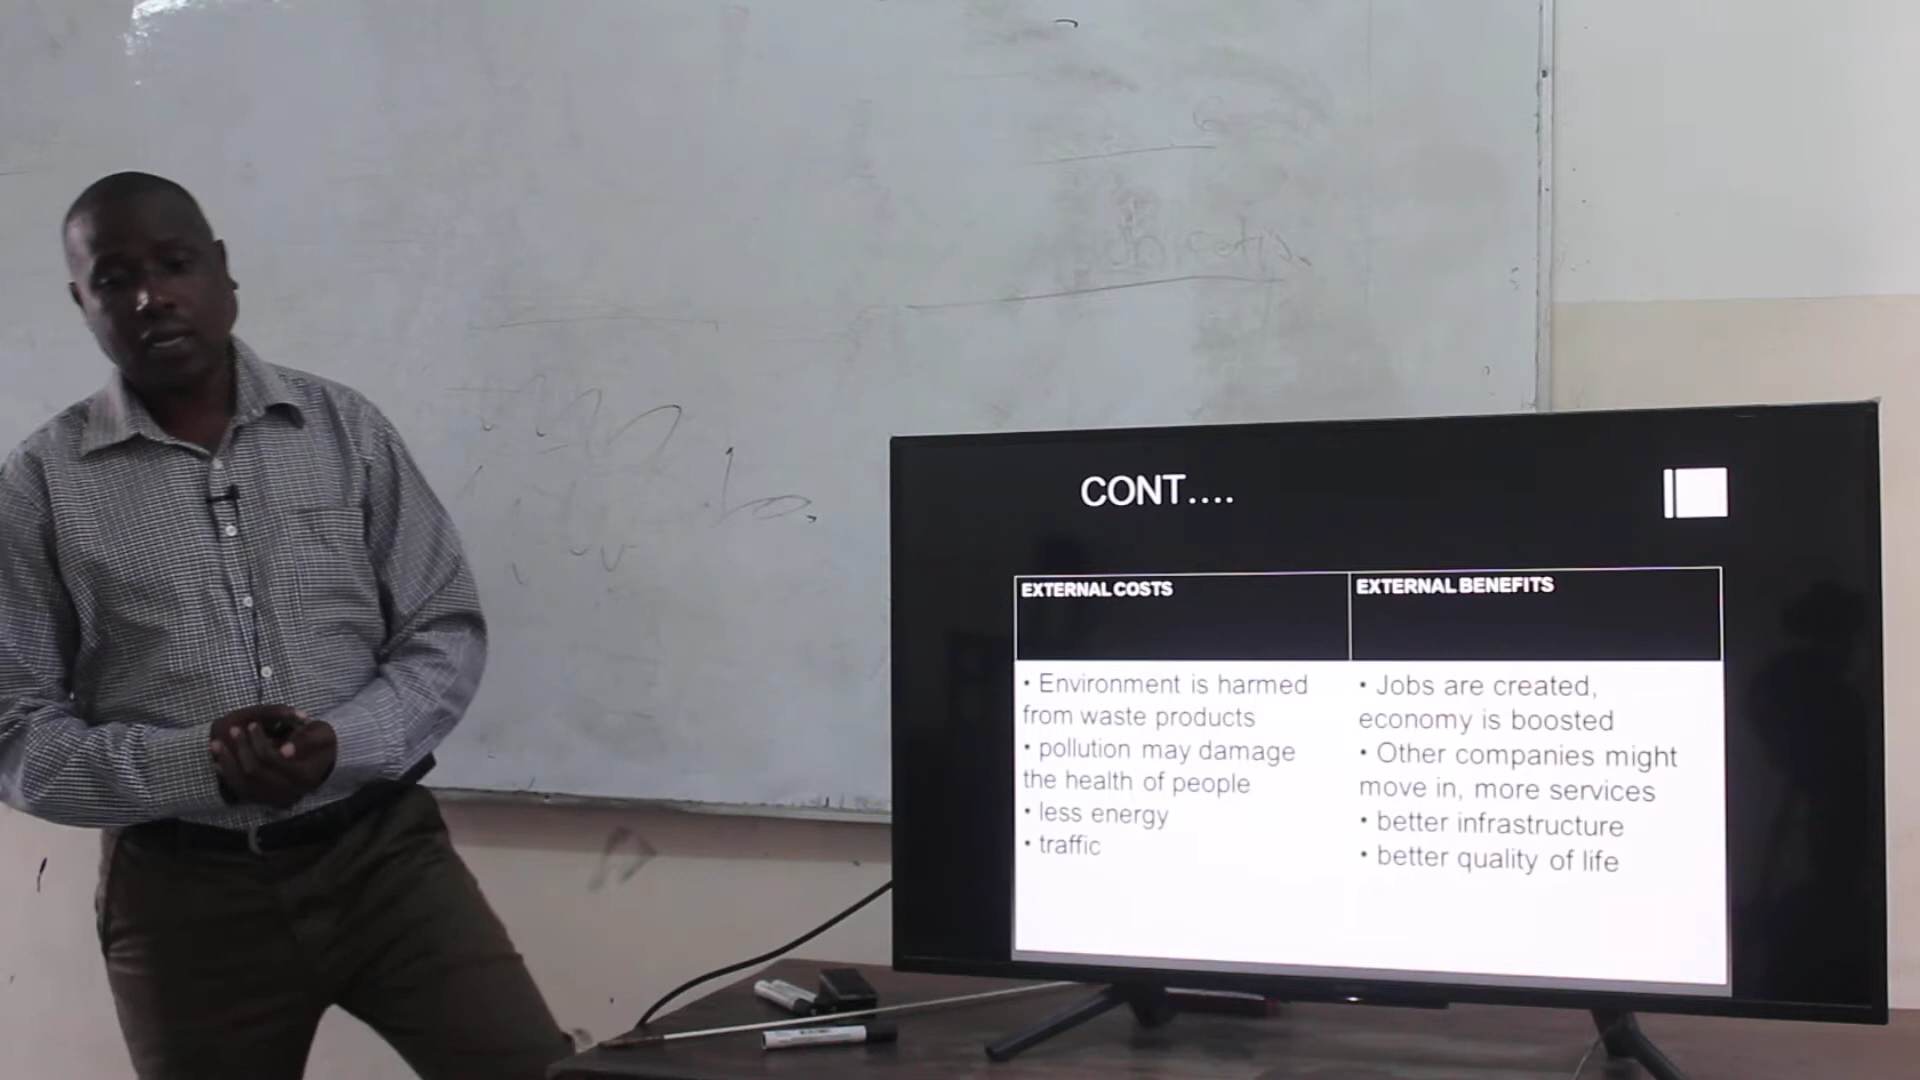 CONT....
EXTERNAL COSTS
EXTERNAL BENEFITS
• Environment is harmed
from waste products
• pollution may damage
the health of people
• less energy
• traffic
• Jobs are created,
economy is boosted
• Other companies might
move in, more services
• better infrastructure
• better quality of life